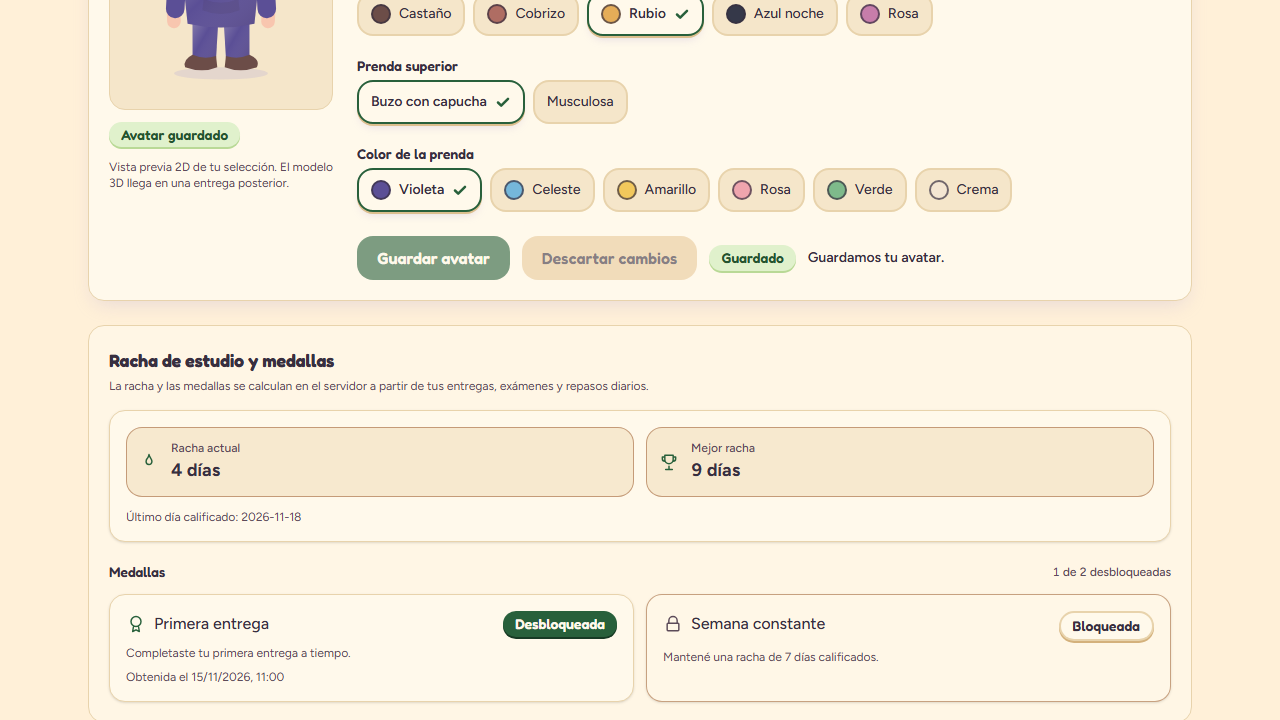 Castaño
Cobrizo
Rubio
Azul noche
Rosa
Prenda superior
Buzo con capucha
Musculosa
Avatar guardado
Vista previa 2D de tu selección. El modelo
3D llega en una entrega posterior.
Color de la prenda
Violeta
Celeste
Amarillo
Rosa
Verde
Crema
Guardar avatar
Descartar cambios
Guardado
Guardamos tu avatar.
Racha de estudio y medallas
La racha y las medallas se calculan en el servidor a partir de tus entregas, exámenes y repasos diarios.
Racha actual
4 días
Mejor racha
9 días
Último día calificado: 2026-11-18
Medallas
1 de 2 desbloqueadas
Primera entrega
Desbloqueada
Completaste tu primera entrega a tiempo.
Obtenida el 15/11/2026, 11:00
Semana constante
Bloqueada
Mantené una racha de 7 días calificados.